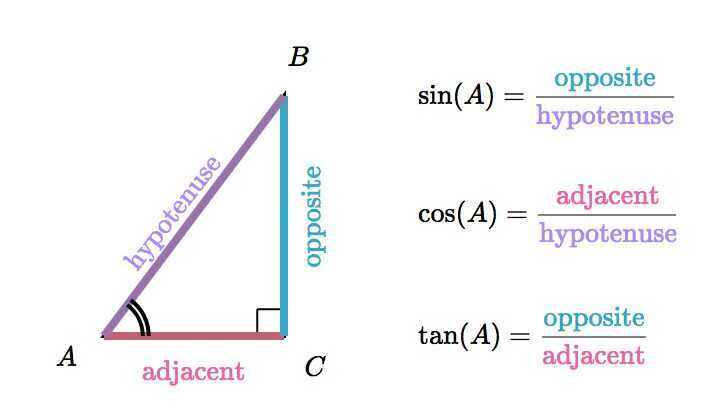 B
hypotenuse
opposite
A
adjacent
C
sin(A) = opposite/hypotenuse
cos(A) = adjacent/hypotenuse
tan(A) = opposite/adjacent